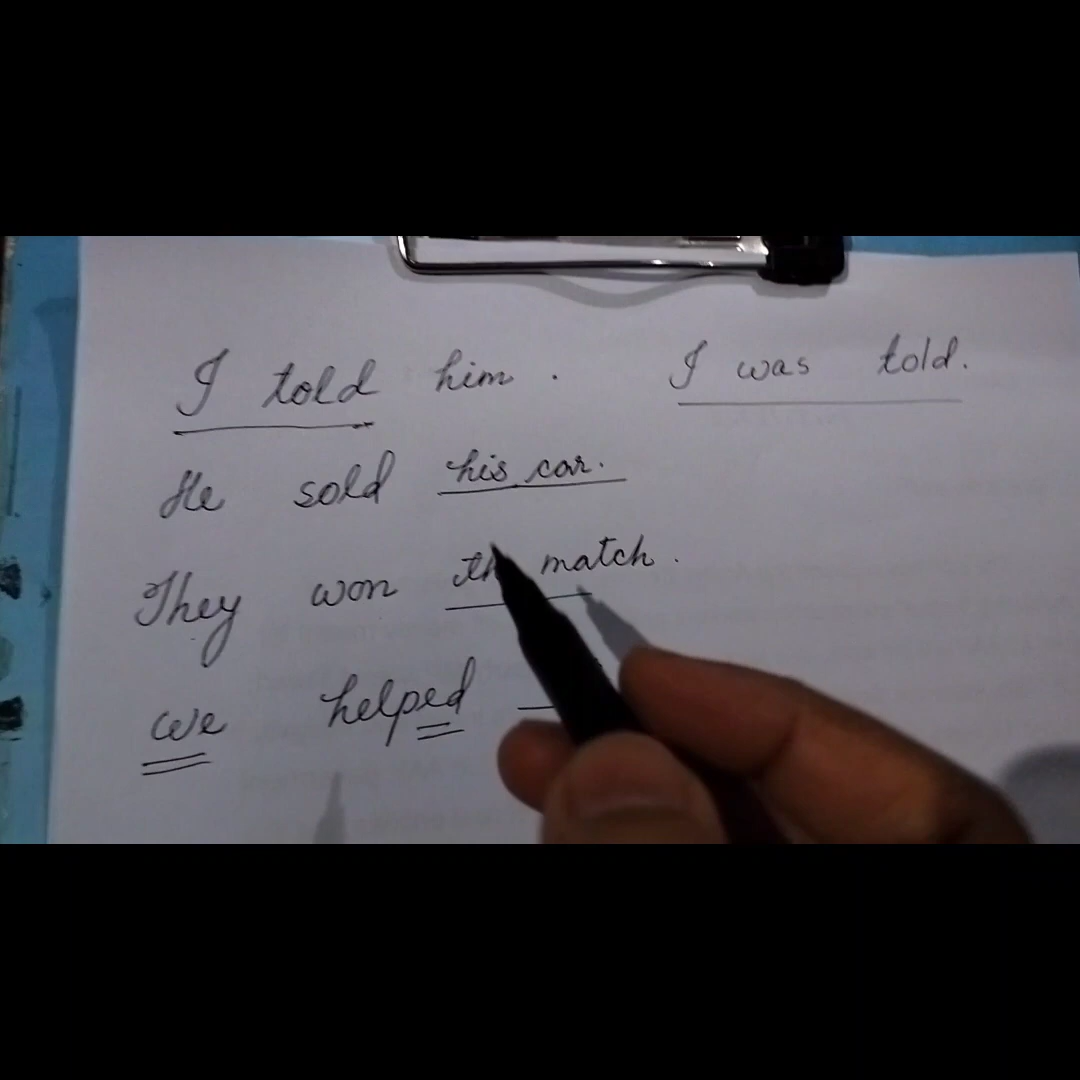 I told him. I was told.
He sold his car.
They won the match.
We helped